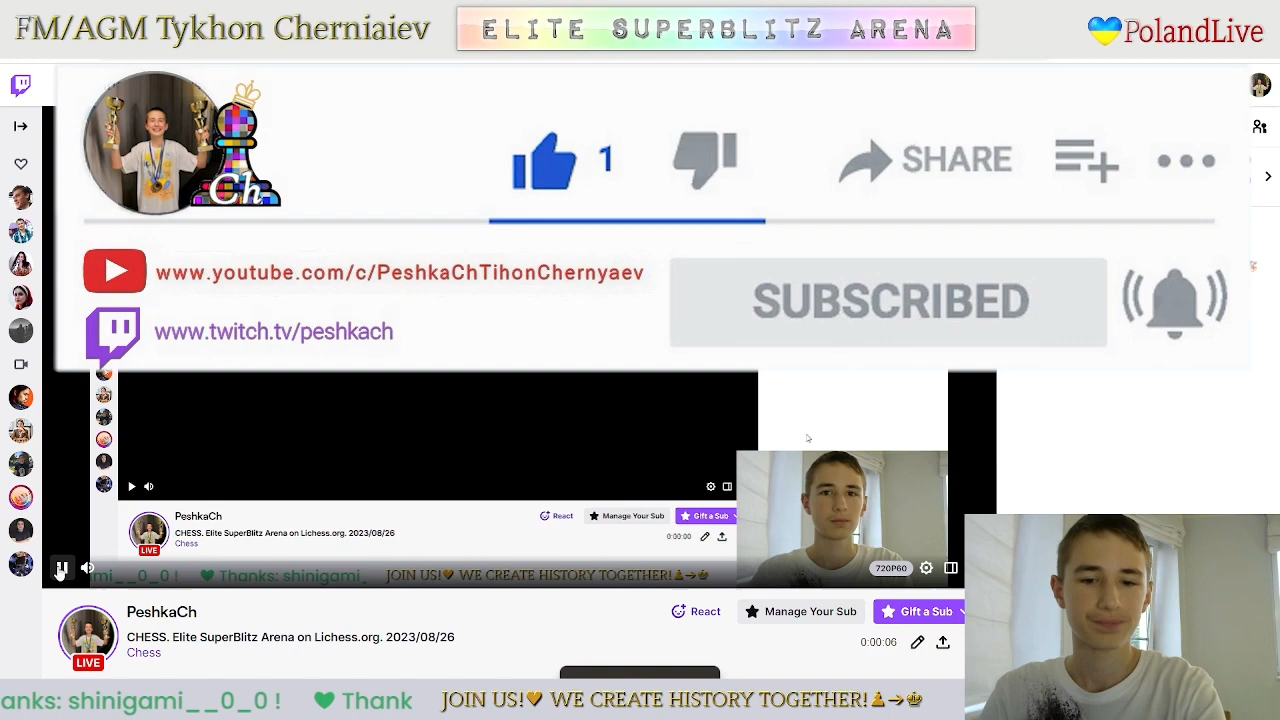 FM/AGM Tykhon Cherniaiev
ELITE SUPERBLITZ ARENA
PolandLive
Ch
1
SHARE
www.youtube.com/c/PeshkaChTihonChernyaev
SUBSCRIBED
www.twitch.tv/peshkach
PeshkaCh
React
Manage Your Sub
Gift a Sub
CHESS. Elite SuperBlitz Arena on Lichess.org. 2023/08/26
0:00:00
Chess
LIVE
mi__0_0 ! 💚 Thanks: shinigami_
JOIN US!♥ WE CREATE HISTORY TOGETHER!♟→♚
720P60
PeshkaCh
React
Manage Your Sub
Gift a Sub
CHESS. Elite SuperBlitz Arena on Lichess.org. 2023/08/26
0:00:06
Chess
LIVE
anks: shinigami__0_0 ! 💚 Thank
JOIN US!♥ WE CREATE HISTORY TOGETHER!♟→♚